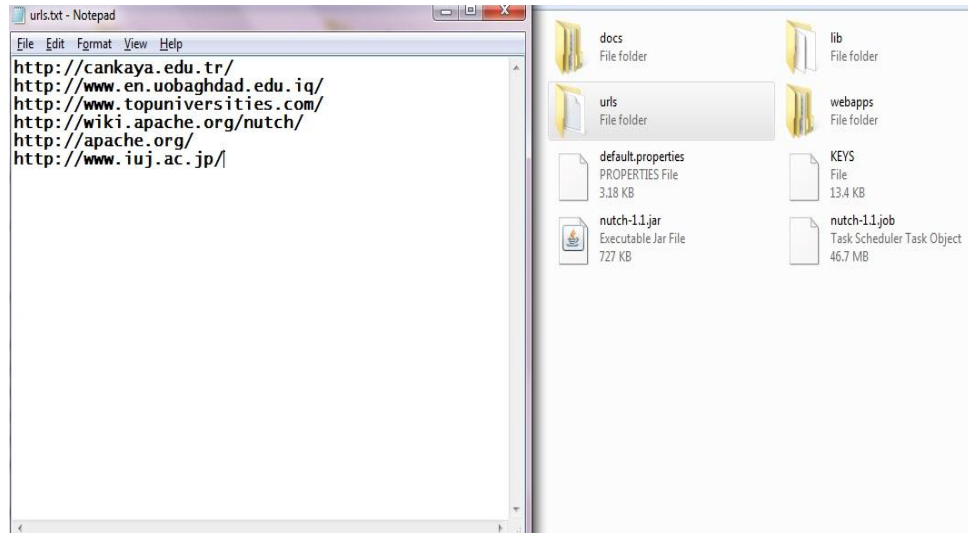 urls.txt - Notepad
File Edit Format View Help
http://cankaya.edu.tr/
http://www.en.uobaghdad.edu.iq/
http://www.topuniversities.com/
http://wiki.apache.org/nutch/
http://apache.org/
http://www.iuj.ac.jp/
docs
File folder
lib
File folder
urls
File folder
webapps
File folder
default.properties
PROPERTIES File
3.18 KB
KEYS
File
13.4 KB
nutch-1.1.jar
Executable Jar File
727 KB
nutch-1.1.job
Task Scheduler Task Object
46.7 MB